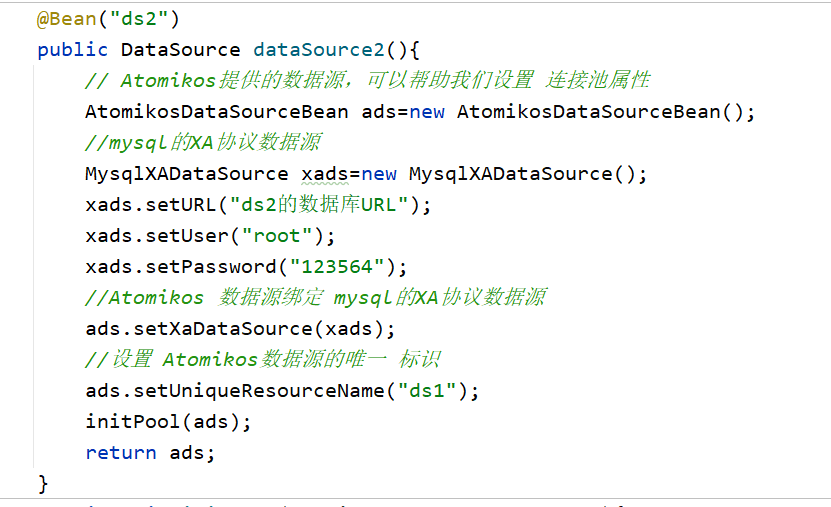 @Bean("ds2")
public DataSource dataSource2(){
// Atomikos提供的数据源，可以帮助我们设置 连接池属性
AtomikosDataSourceBean ads=new AtomikosDataSourceBean();
//mysql的XA协议数据源
MysqlXADataSource xads=new MysqlXADataSource();
xads.setURL("ds2的数据库URL");
xads.setUser("root");
xads.setPassword("123564");
//Atomikos 数据源绑定 mysql的XA协议数据源
ads.setXaDataSource(xads);
//设置 Atomikos数据源的唯一 标识
ads.setUniqueResourceName("ds1");
initPool(ads);
return ads;
}